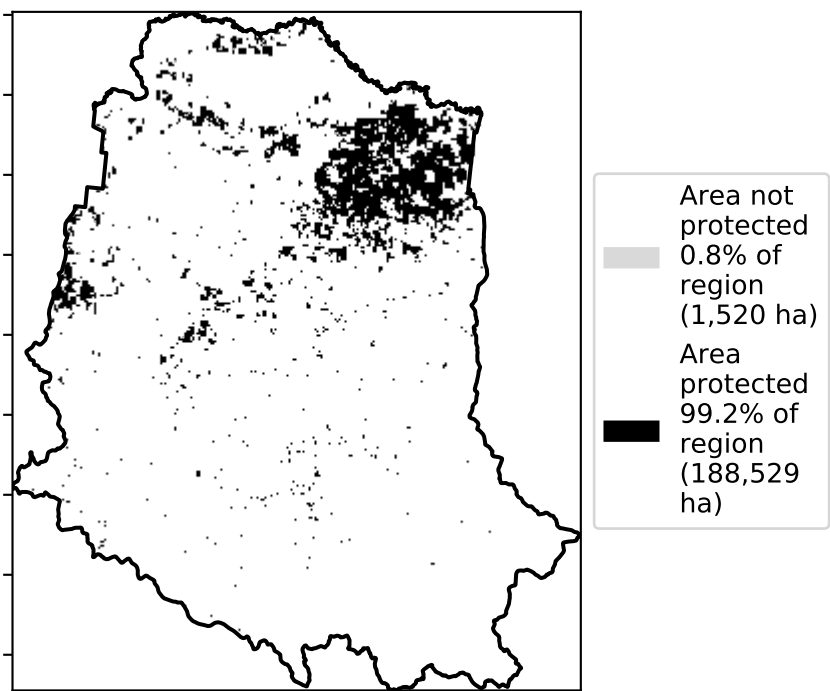 Area not
protected
0.8% of
region
(1,520 ha)
Area
protected
99.2% of
region
(188,529
ha)